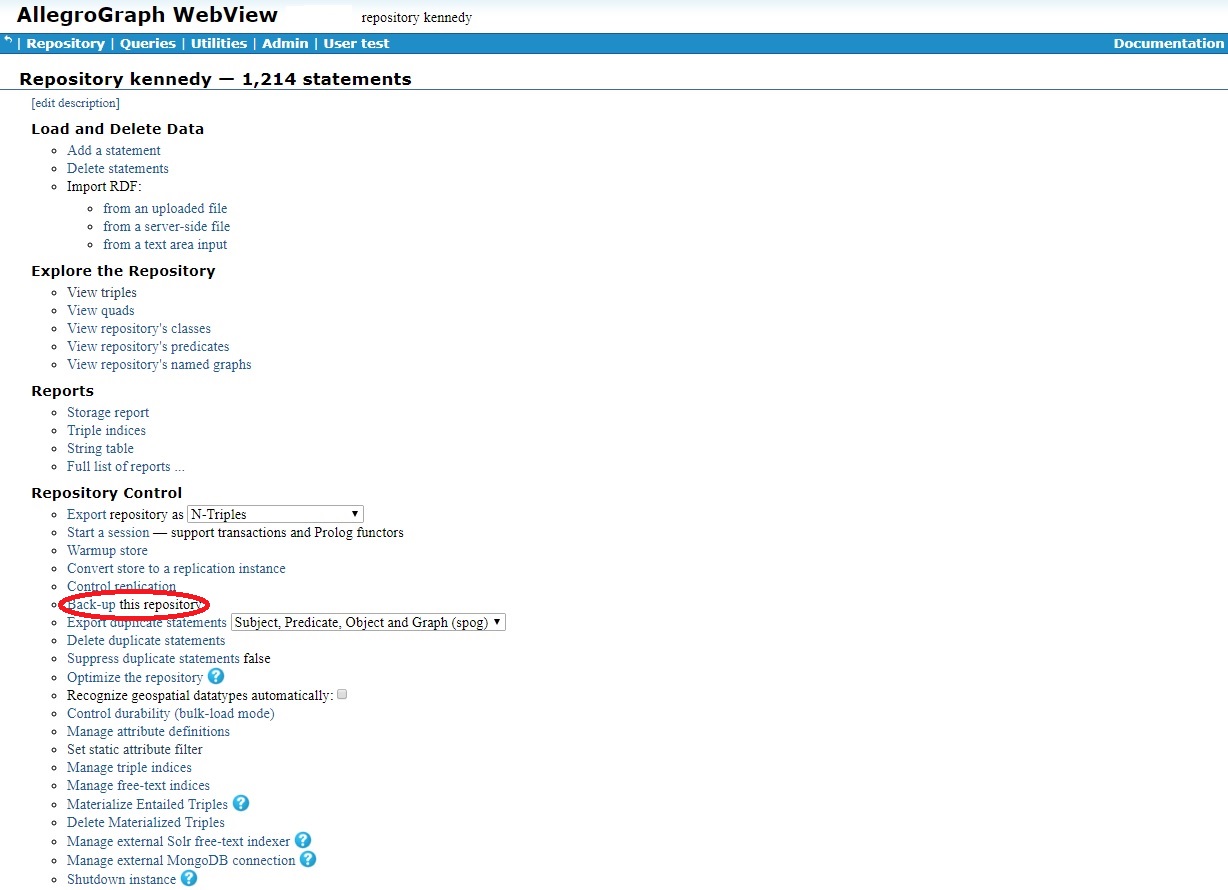 AllegroGraph WebView repository kennedy
| Repository | Queries | Utilities | Admin | User test Documentation
Repository kennedy — 1,214 statements
[edit description]
Load and Delete Data
Add a statement
Delete statements
Import RDF:
from an uploaded file
from a server-side file
from a text area input
Explore the Repository
View triples
View quads
View repository's classes
View repository's predicates
View repository's named graphs
Reports
Storage report
Triple indices
String table
Full list of reports ...
Repository Control
Export repository as N-Triples
Start a session — support transactions and Prolog functors
Warmup store
Convert store to a replication instance
Control replication
Back-up this repository
Export duplicate statements Subject, Predicate, Object and Graph (spog)
Delete duplicate statements
Suppress duplicate statements false
Optimize the repository ?
Recognize geospatial datatypes automatically:
Control durability (bulk-load mode)
Manage attribute definitions
Set static attribute filter
Manage triple indices
Manage free-text indices
Materialize Entailed Triples ?
Delete Materialized Triples
Manage external Solr free-text indexer ?
Manage external MongoDB connection ?
Shutdown instance ?